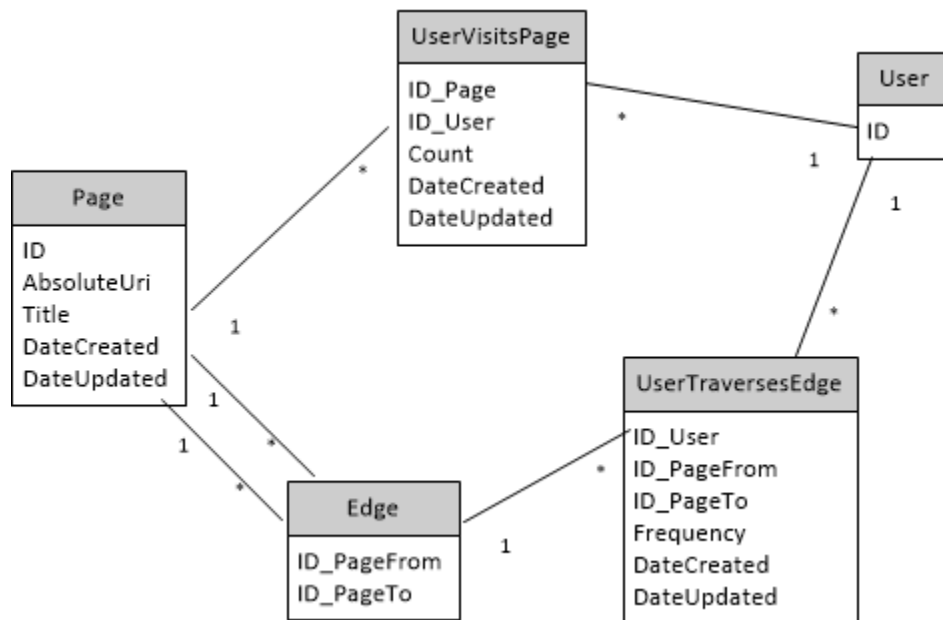 UserVisitsPage
ID_Page
ID_User
Count
DateCreated
DateUpdated
*
*
User
ID
1
1
Page
ID
AbsoluteUri
Title
DateCreated
DateUpdated
1
1
*
1
*
Edge
ID_PageFrom
ID_PageTo
1
*
*
UserTraversesEdge
ID_User
ID_PageFrom
ID_PageTo
Frequency
DateCreated
DateUpdated